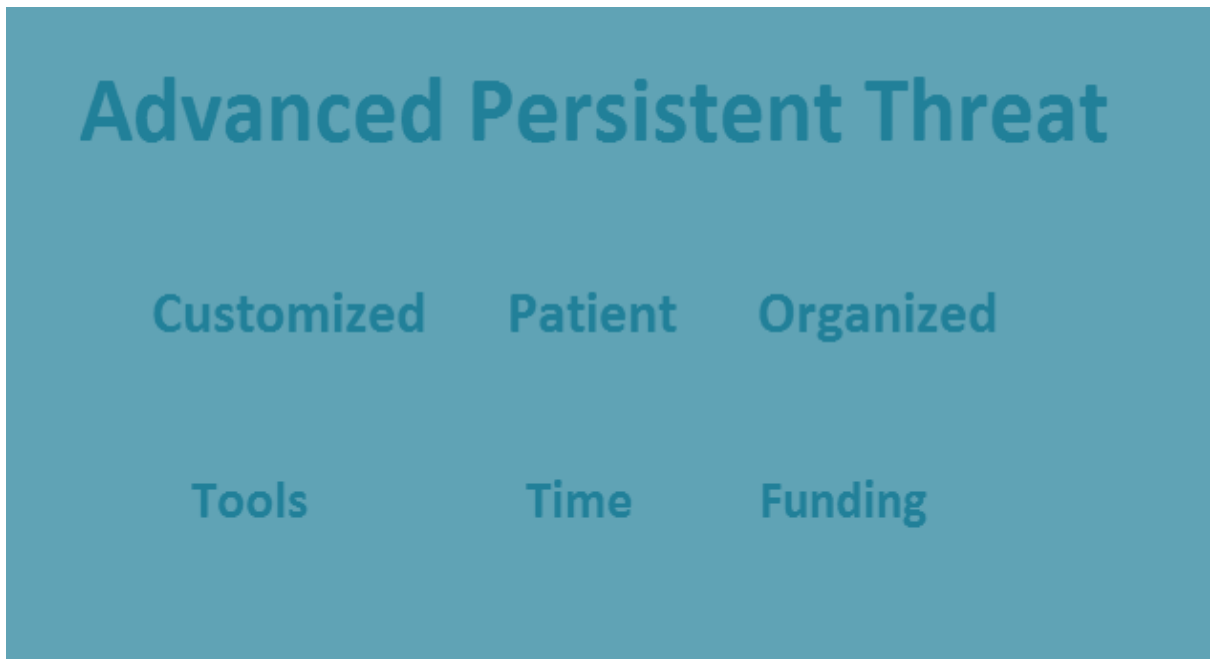 Advanced Persistent Threat
Customized Patient Organized
Tools Time Funding